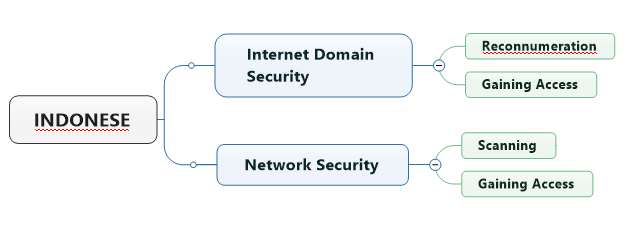 INDONESE
Internet Domain
Security
Reconnumeration
Gaining Access
Network Security
Scanning
Gaining Access